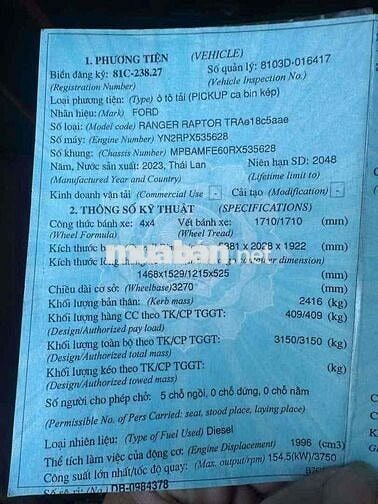 1. PHƯƠNG TIỆN (VEHICLE)
Biển đăng ký: 81C-238.27 Số quản lý: 8103D-016417
(Registration Number) (Vehicle Inspection No.)
Loại phương tiện: (Type) ô tô tải (PICKUP ca bin kép)
Nhãn hiệu: (Mark) FORD
Số loại: (Model code) RANGER RAPTOR TRAe18c5aae
Số máy: (Engine Number) YN2RPX535628
Số khung: (Chassis Number) MPBAMFE60RX535628
Năm, Nước sản xuất: 2023, Thái Lan Niên hạn SD: 2048
(Manufactured Year and Country) (Lifetime limit to)
Kinh doanh vận tải (Commercial Use) - Cải tạo (Modification) -
2. THÔNG SỐ KỸ THUẬT (SPECIFICATIONS)
Công thức bánh xe: 4x4 Vết bánh xe: 1710/1710 (mm)
(Wheel Formula) (Wheel Tread)
Kích thước b 381 x 2028 x 1922 (mm)
muaban.net
Kích thước dimension)
1468x1529/1215x525 (mm)
Chiều dài cơ sở: (Wheelbase) 3270 (mm)
Khối lượng bản thân: (Kerb mass) 2416 (kg)
Khối lượng hàng CC theo TK/CP TGGT: 409/409 (kg)
(Design/Authorized pay load)
Khối lượng toàn bộ theo TK/CP TGGT: 3150/3150 (kg)
(Design/Authorized total mass)
Khối lượng kéo theo TK/CP TGGT: (kg)
(Design/Authorized towed mass)
Số người cho phép chở: 5 chỗ ngồi, 0 chỗ đứng, 0 chỗ nằm
(Permissible No. of Pers Carried: seat, stood place, laying place)
Loại nhiên liệu: (Type of Fuel Used) Diesel
Thể tích làm việc của động cơ: (Engine Displacement) 1996 (cm3)
Công suất lớn nhất/tốc độ quay: (Max. output/rpm) 154.5(kW)/3750
(No.) DB-0984378